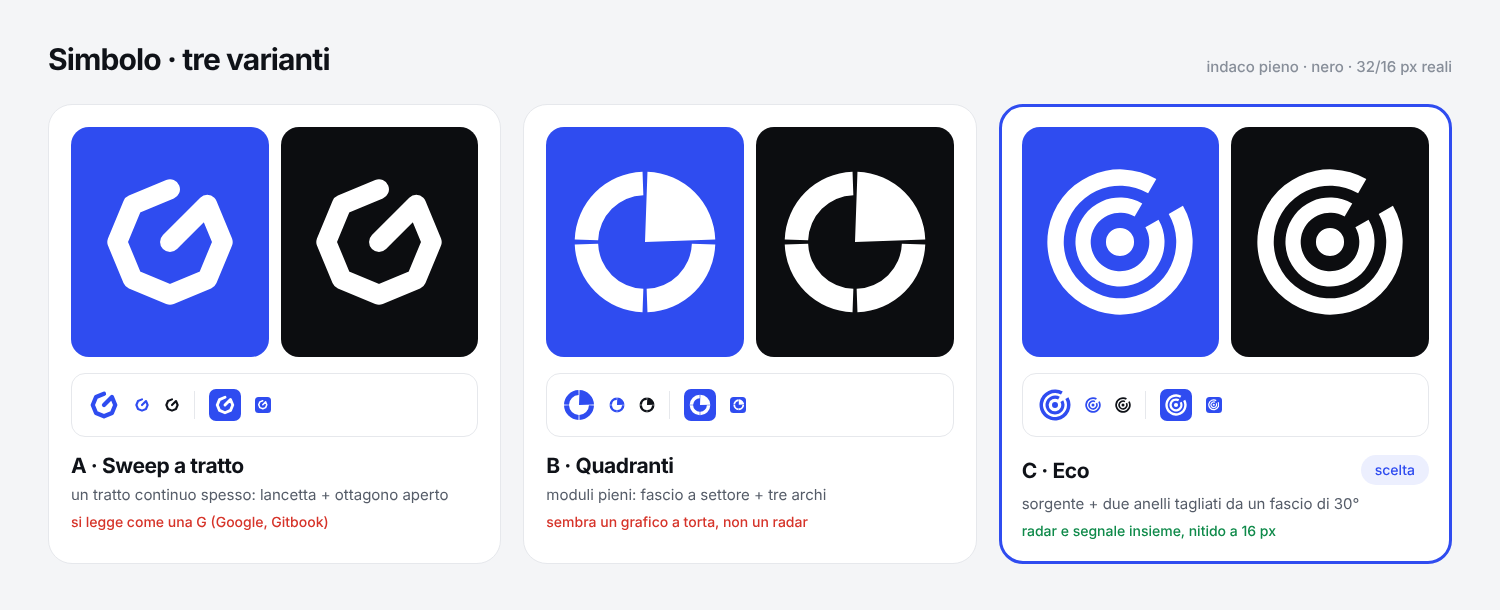 Simbolo · tre varianti
indaco pieno · nero · 32/16 px reali
A · Sweep a tratto
un tratto continuo spesso: lancetta + ottagono aperto
si legge come una G (Google, Gitbook)
B · Quadranti
moduli pieni: fascio a settore + tre archi
sembra un grafico a torta, non un radar
C · Eco
scelta
sorgente + due anelli tagliati da un fascio di 30°
radar e segnale insieme, nitido a 16 px